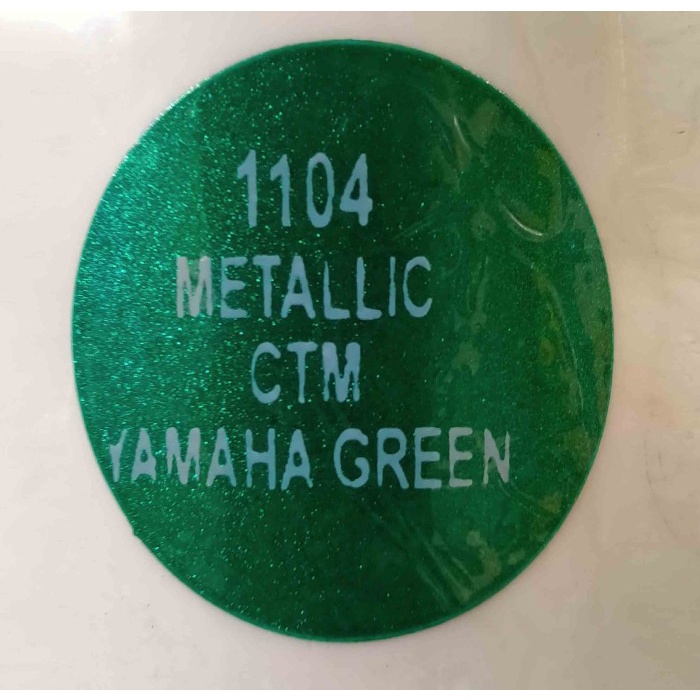 1104
METALLIC
CTM
YAMAHA GREEN